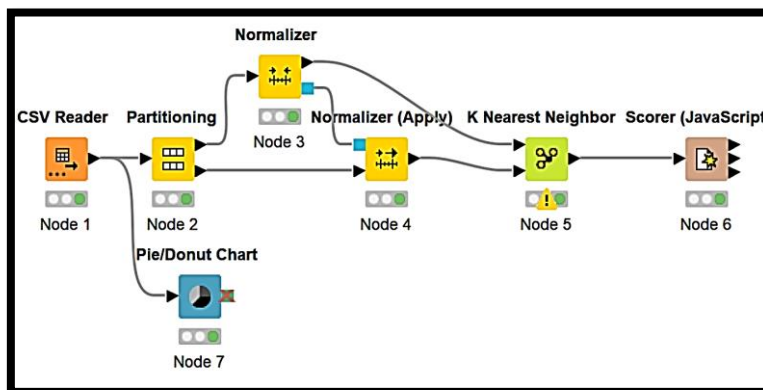 Normalizer
CSV Reader
Partitioning
Node 3
Normalizer (Apply)
K Nearest Neighbor
Scorer (JavaScript
Node 1
Node 2
Node 4
Node 5
Node 6
Pie/Donut Chart
Node 7